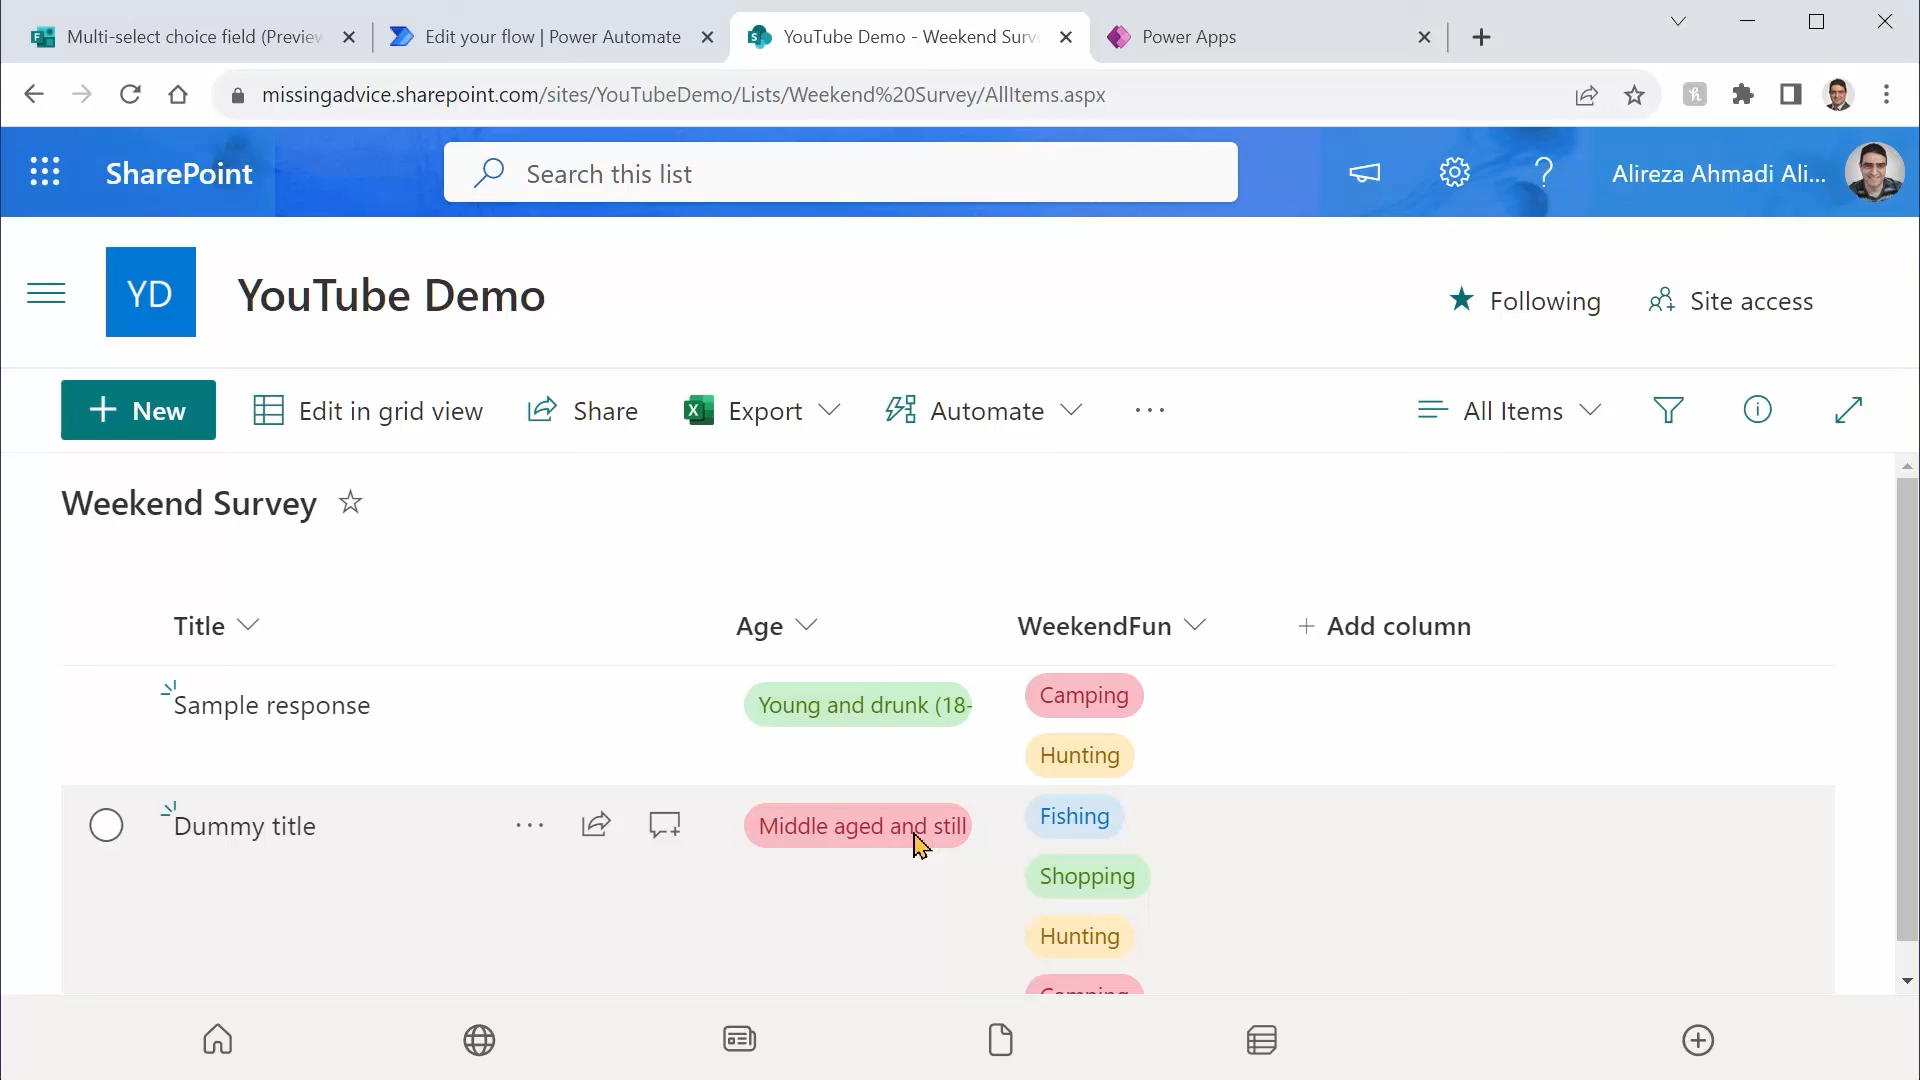 Multi-select choice field (Preview
Edit your flow | Power Automate
YouTube Demo - Weekend Surv
Power Apps
missingadvice.sharepoint.com/sites/YouTubeDemo/Lists/Weekend%20Survey/AllItems.aspx
SharePoint
Search this list
Alireza Ahmadi Ali...
YD
YouTube Demo
Following
Site access
New
Edit in grid view
Share
Export
Automate
All Items
Weekend Survey
Title
Age
WeekendFun
Add column
Sample response
Young and drunk (18-
Camping
Hunting
Dummy title
Middle aged and still
Fishing
Shopping
Hunting
Camping